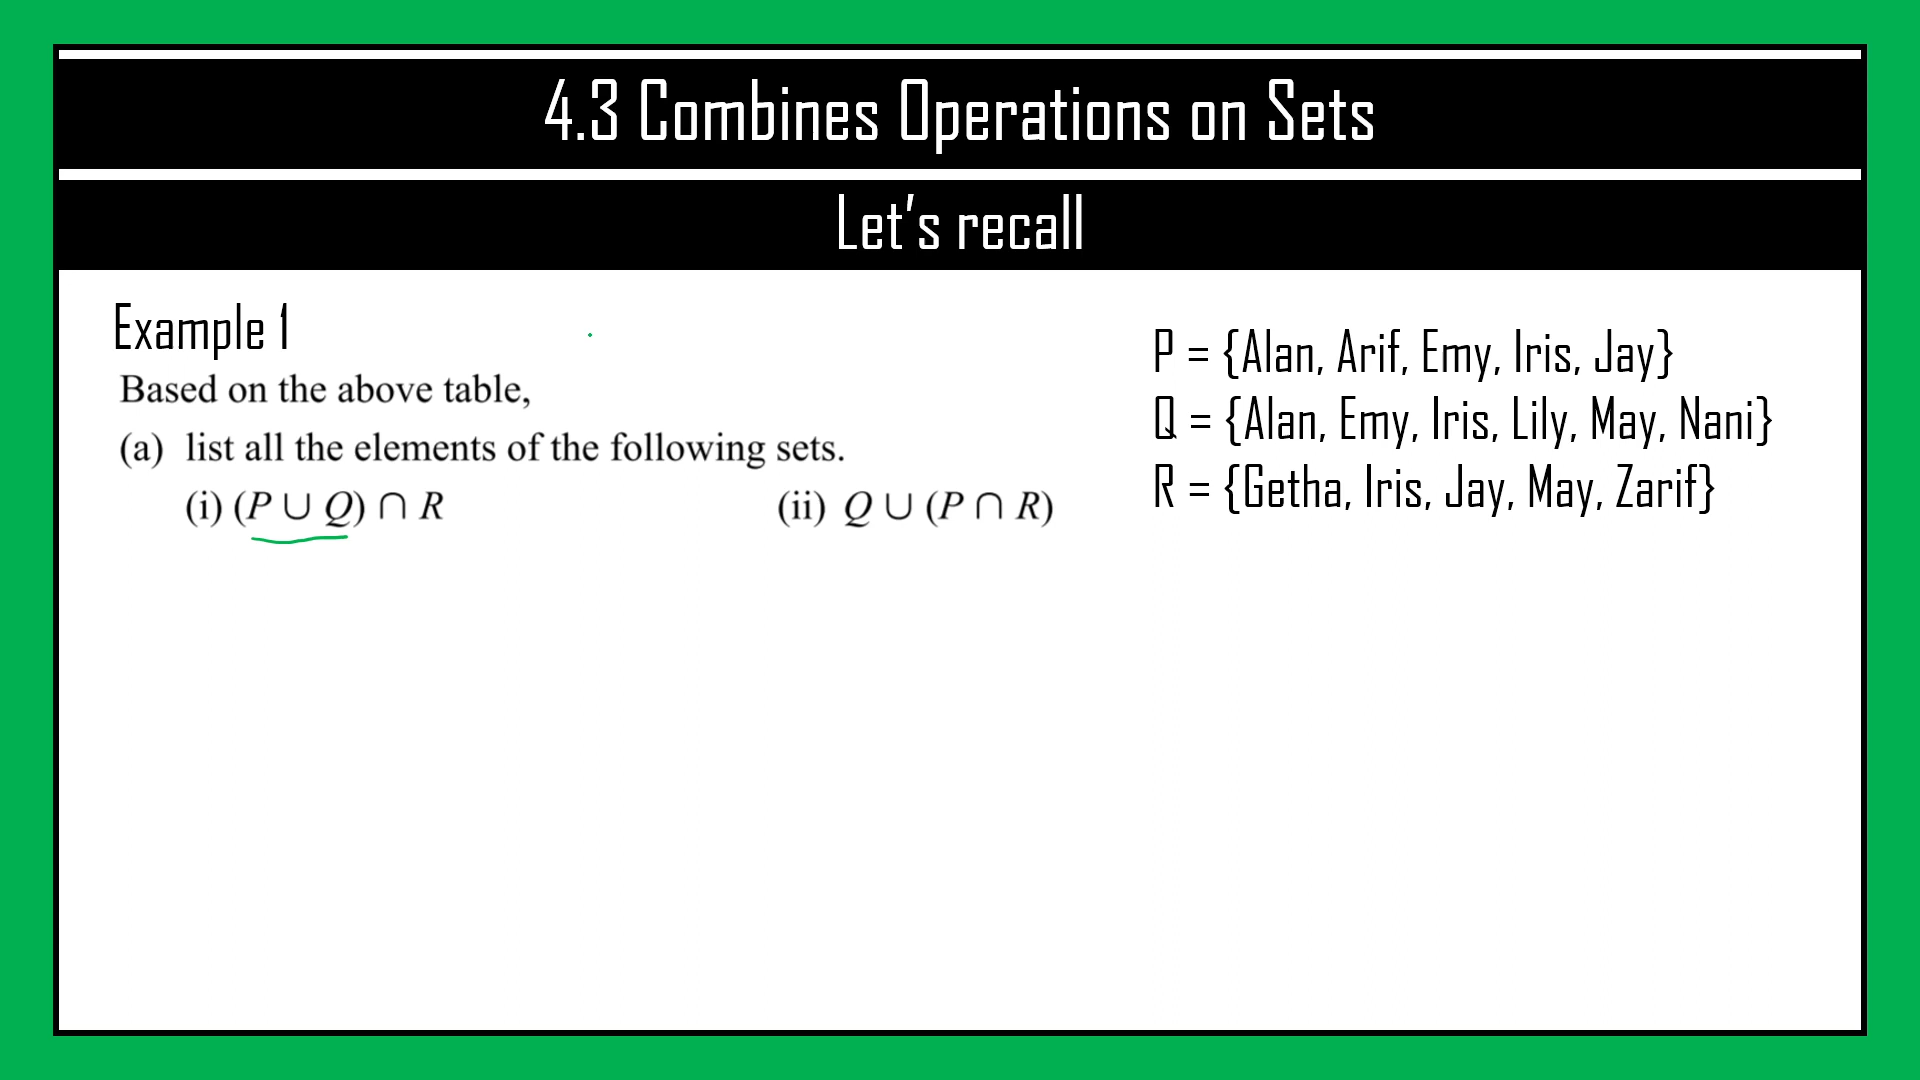 4.3 Combines Operations on Sets
Let's recall
Example 1
Based on the above table,
(a) list all the elements of the following sets.
(i) (P ∪ Q) ∩ R (ii) Q ∪ (P ∩ R)
P = {Alan, Arif, Emy, Iris, Jay}
Q = {Alan, Emy, Iris, Lily, May, Nani}
R = {Getha, Iris, Jay, May, Zarif}